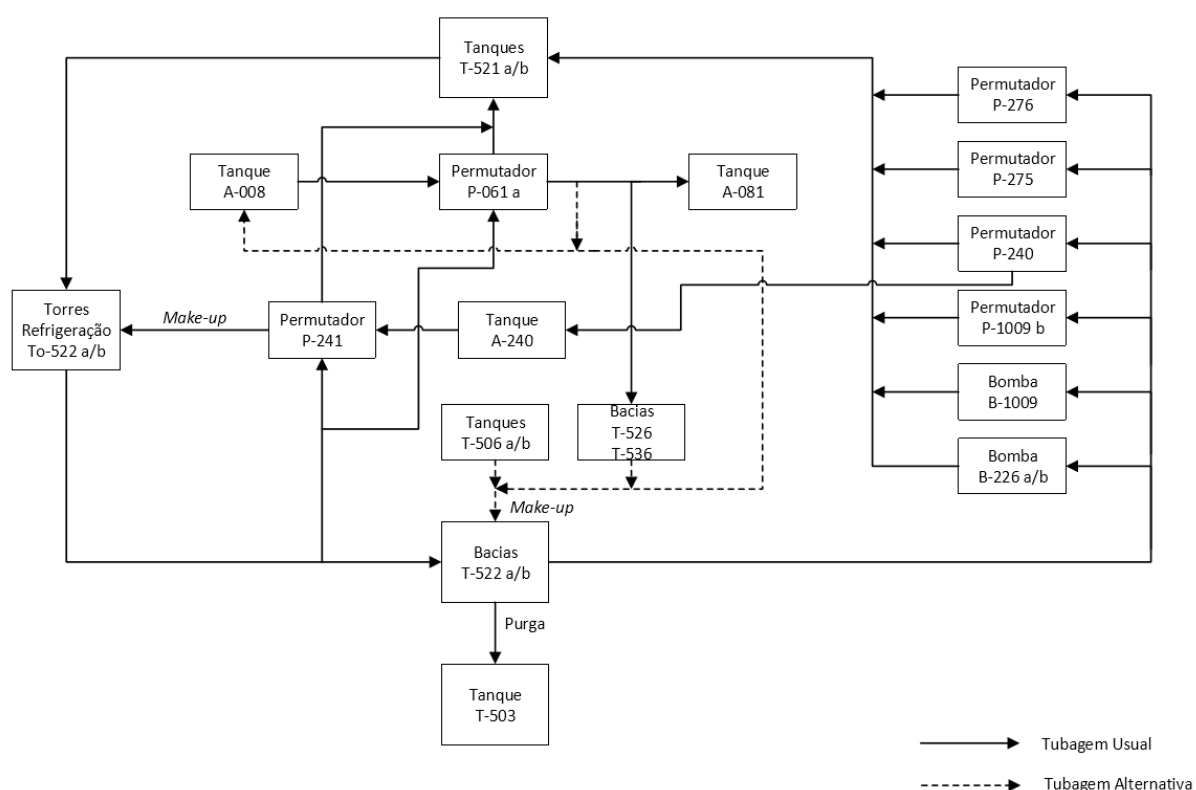 Tanques
T-521 a/b
Permutador
P-276
Tanque
A-008
Permutador
P-061 a
Tanque
A-081
Permutador
P-275
Permutador
P-240
Torres
Refrigeração
To-522 a/b
Make-up
Permutador
P-241
Tanque
A-240
Permutador
P-1009 b
Bomba
B-1009
Tanques
T-506 a/b
Bacias
T-526
T-536
Bomba
B-226 a/b
Make-up
Bacias
T-522 a/b
Purga
Tanque
T-503
Tubagem Usual
Tubagem Alternativa